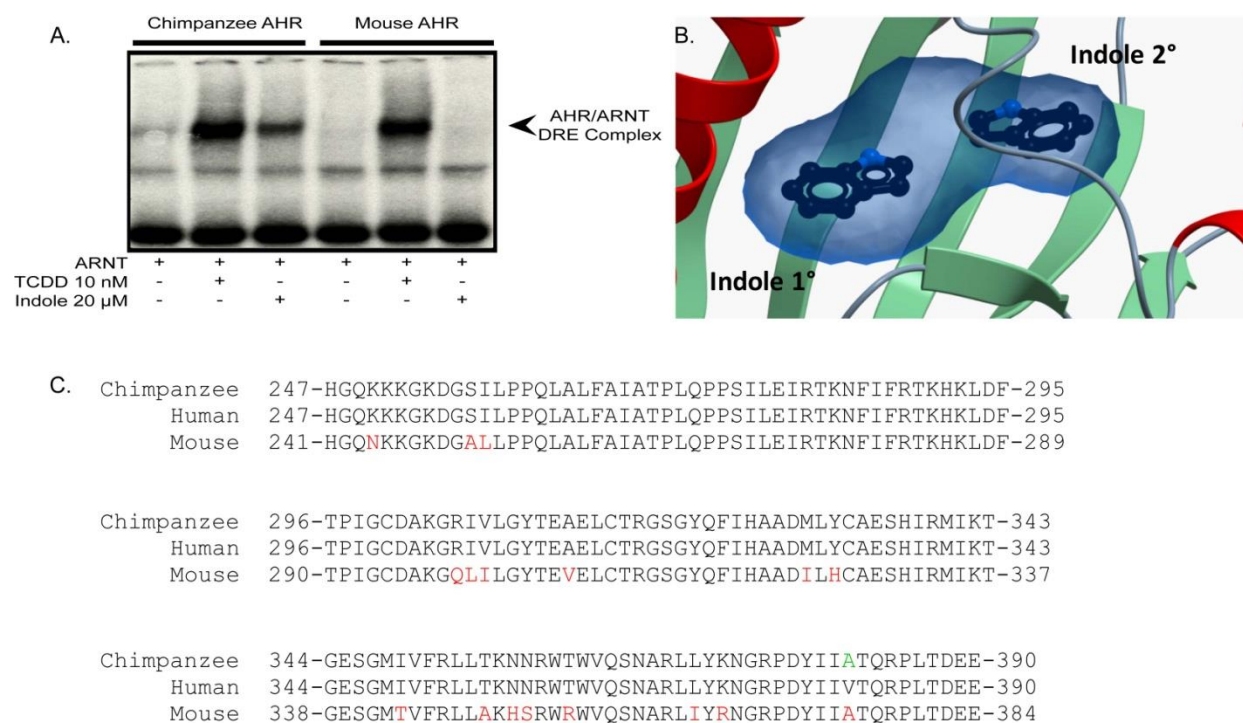 A.
Chimpanzee AHR Mouse AHR
AHR/ARNT
DRE Complex
ARNT + + + + + +
TCDD 10 nM - + - - + -
Indole 20 µM - - + - - +
B.
Indole 2°
Indole 1°
C.
Chimpanzee 247-HGQKKKGKDGSILPPQLALFAIATPLQPPSILEIRTKNFIFRTKHKLDF-295
Human 247-HGQKKKGKDGSILPPQLALFAIATPLQPPSILEIRTKNFIFRTKHKLDF-295
Mouse 241-HGQNKKGKDGALLPPQLALFAIATPLQPPSILEIRTKNFIFRTKHKLDF-289
Chimpanzee 296-TPIGCDAKGRIVLGYTEAELCTRGSGYQFIHAADMLYCAESHIRMIKT-343
Human 296-TPIGCDAKGRIVLGYTEAELCTRGSGYQFIHAADMLYCAESHIRMIKT-343
Mouse 290-TPIGCDAKGQLILGYTEVELCTRGSGYQFIHAADILHCAESHIRMIKT-337
Chimpanzee 344-GESGMIVFRLLTKNNRWTWVQSNARLLYKNGRPDYIIATQRPLTDEE-390
Human 344-GESGMIVFRLLTKNNRWTWVQSNARLLYKNGRPDYIIVTQRPLTDEE-390
Mouse 338-GESGMTVFRLLAKHSRWRWVQSNARLIYRNGRPDYIIATQRPLTDEE-384